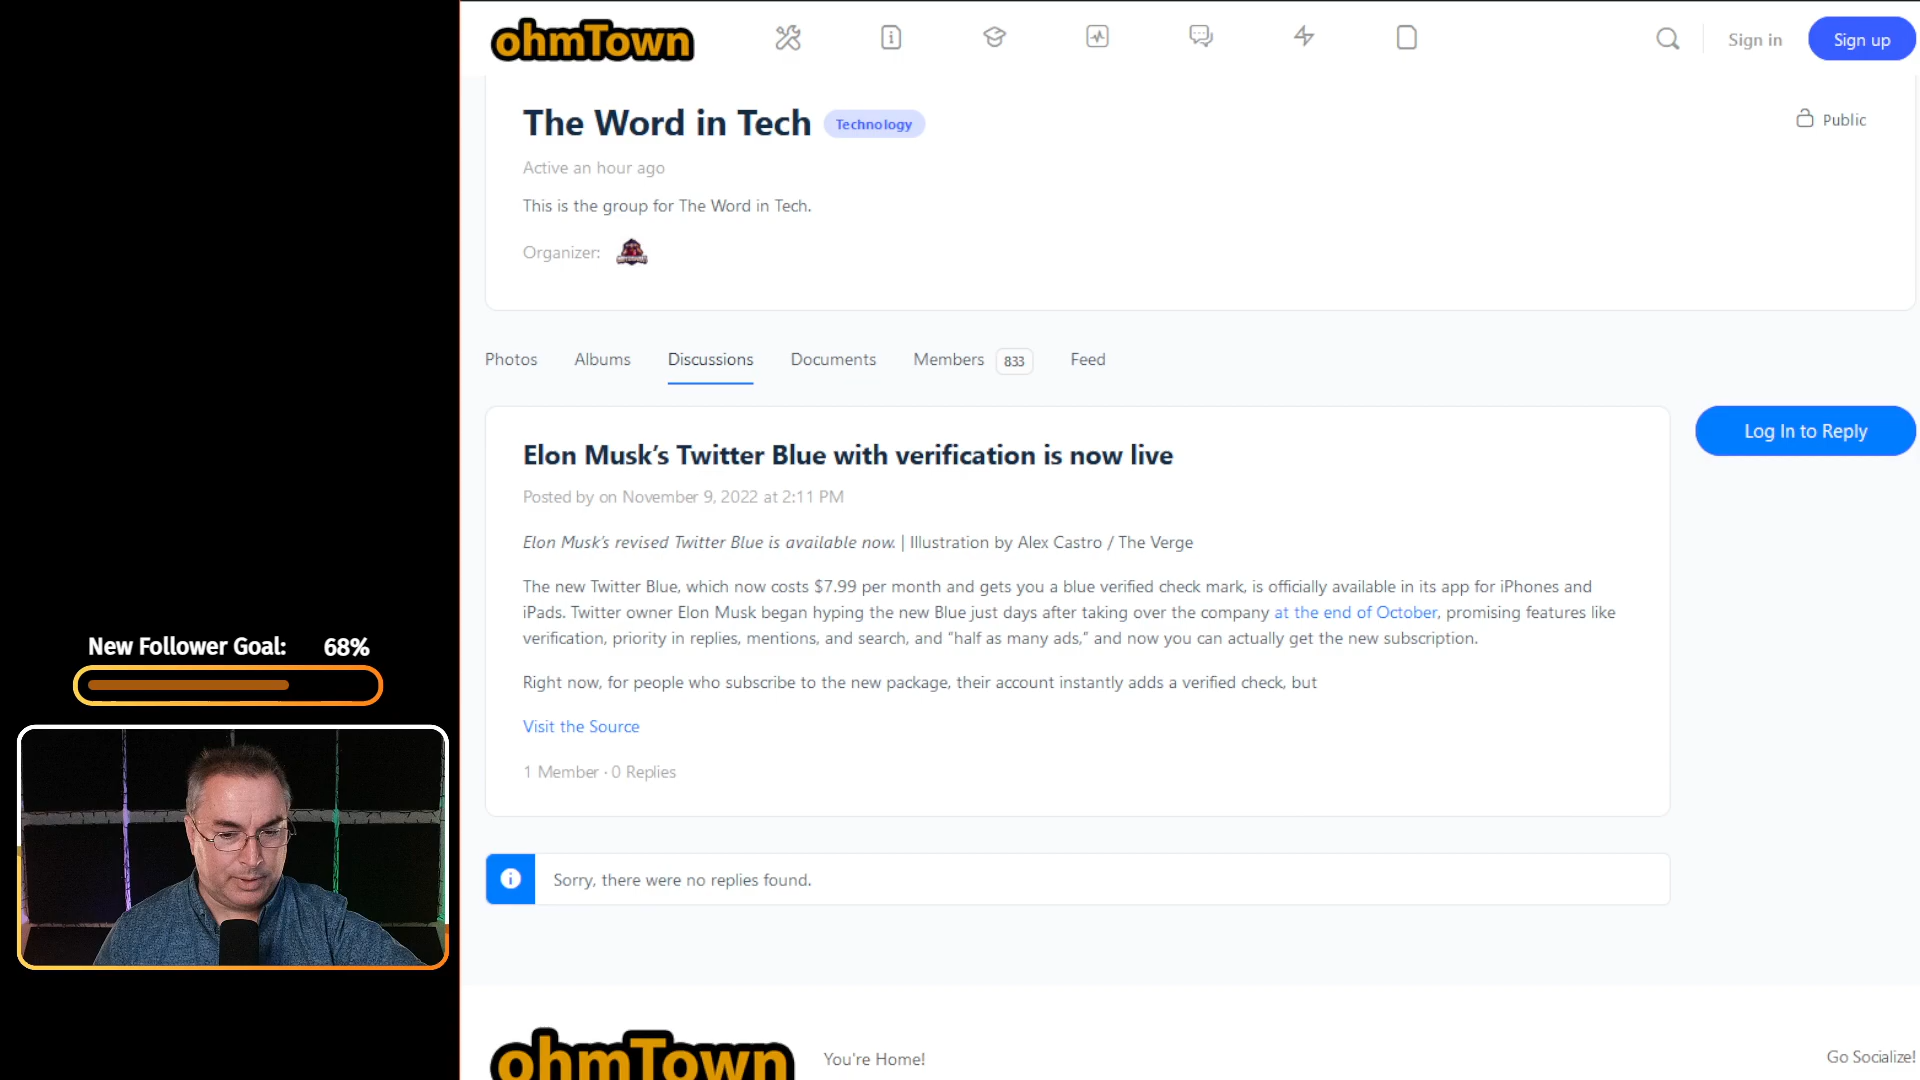 ohmTown
Sign in
Sign up
The Word in Tech
Technology
Public
Active an hour ago
This is the group for The Word in Tech.
Organizer:
Photos
Albums
Discussions
Documents
Members
833
Feed
Elon Musk’s Twitter Blue with verification is now live
Log In to Reply
Posted by on November 9, 2022 at 2:11 PM
Elon Musk’s revised Twitter Blue is available now. | Illustration by Alex Castro / The Verge
The new Twitter Blue, which now costs $7.99 per month and gets you a blue verified check mark, is officially available in its app for iPhones and
iPads. Twitter owner Elon Musk began hyping the new Blue just days after taking over the company at the end of October, promising features like
verification, priority in replies, mentions, and search, and “half as many ads,” and now you can actually get the new subscription.
Right now, for people who subscribe to the new package, their account instantly adds a verified check, but
Visit the Source
1 Member · 0 Replies
Sorry, there were no replies found.
New Follower Goal: 68%
ohmTown
You're Home!
Go Socialize!